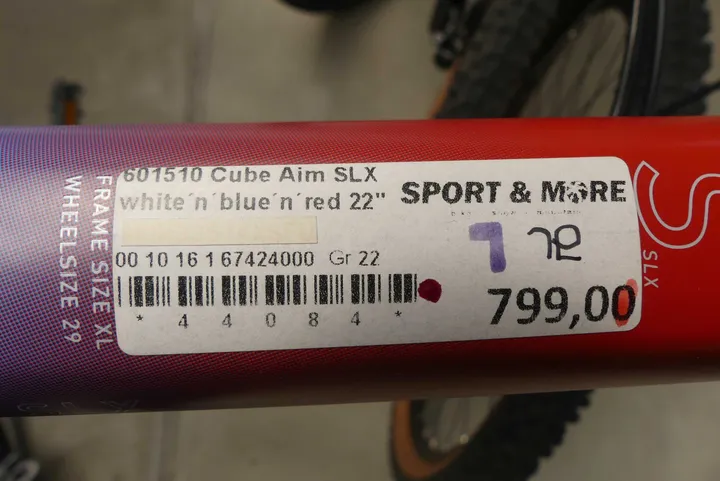 601510 Cube Aim SLX
white´n´blue´n´red 22"
SPORT & MORE
00 10 16 1 67424000 Gr 22
* 4 4 0 8 4 *
799,00
FRAME SIZE XL
WHEELSIZE 29
SLX